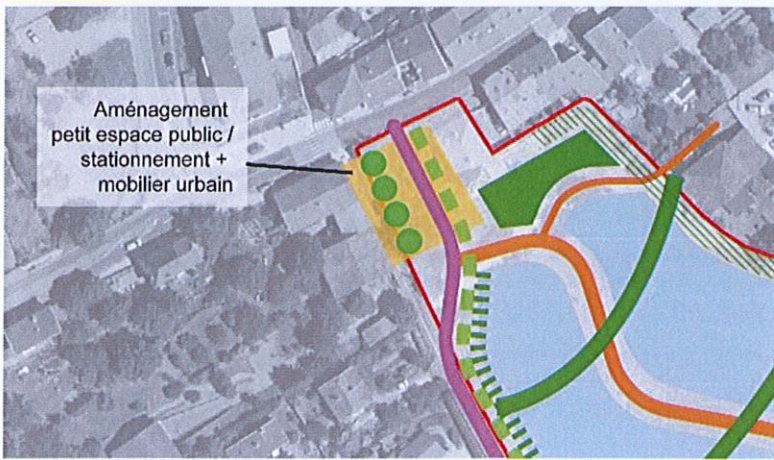 Aménagement
petit espace public /
stationnement +
mobilier urbain